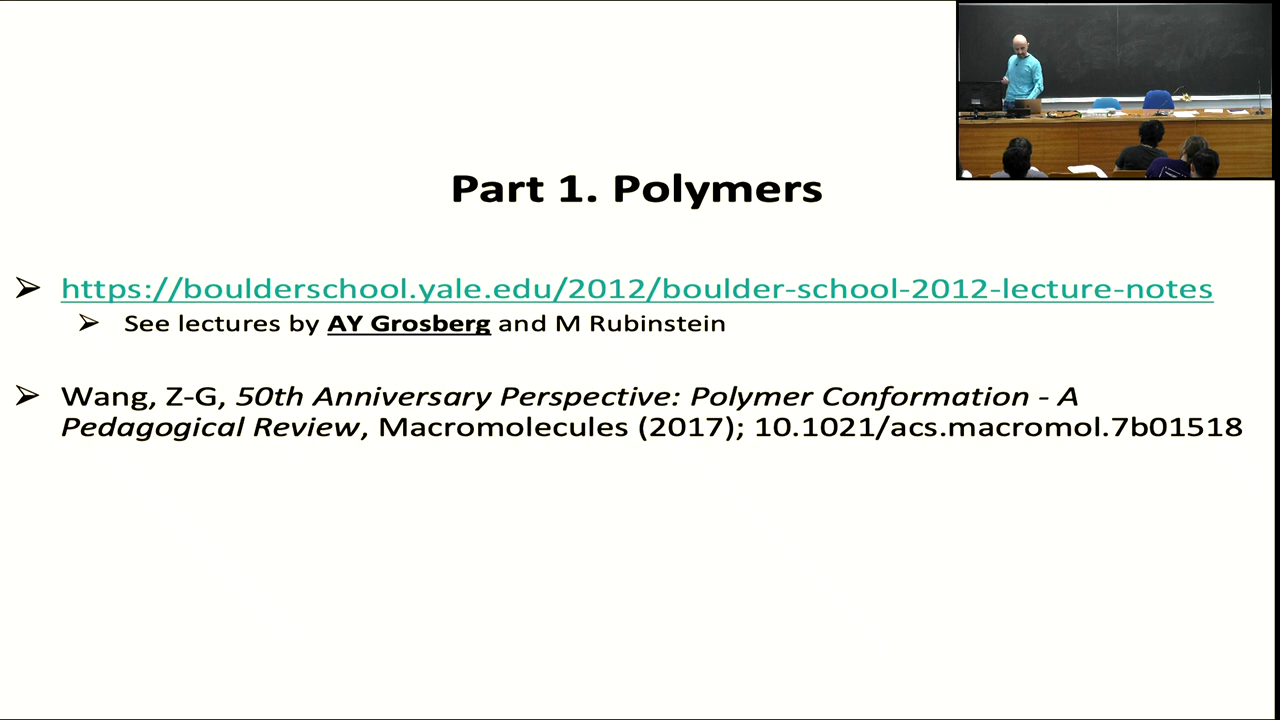 Part 1. Polymers
➢ https://boulderschool.yale.edu/2012/boulder-school-2012-lecture-notes
➢ See lectures by AY Grosberg and M Rubinstein
➢ Wang, Z-G, 50th Anniversary Perspective: Polymer Conformation - A
Pedagogical Review, Macromolecules (2017); 10.1021/acs.macromol.7b01518